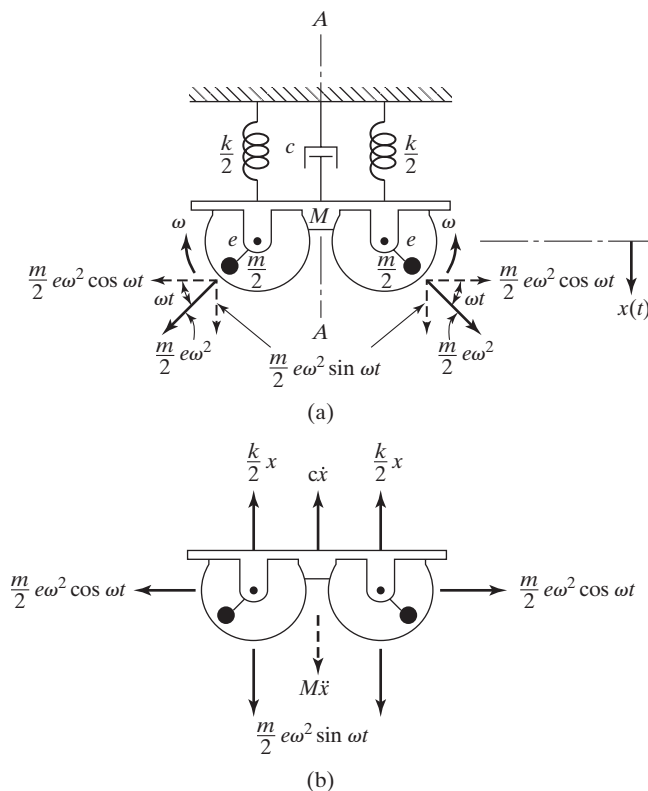 A
k/2
c
k/2
ω
M
ω
e
m/2
m/2
e
m/2 eω² cos ωt
m/2 eω² cos ωt
ωt
ωt
x(t)
m/2 eω²
m/2 eω² sin ωt
m/2 eω²
A
(a)
k/2 x
cẋ
k/2 x
m/2 eω² cos ωt
m/2 eω² cos ωt
Mẍ
m/2 eω² sin ωt
(b)